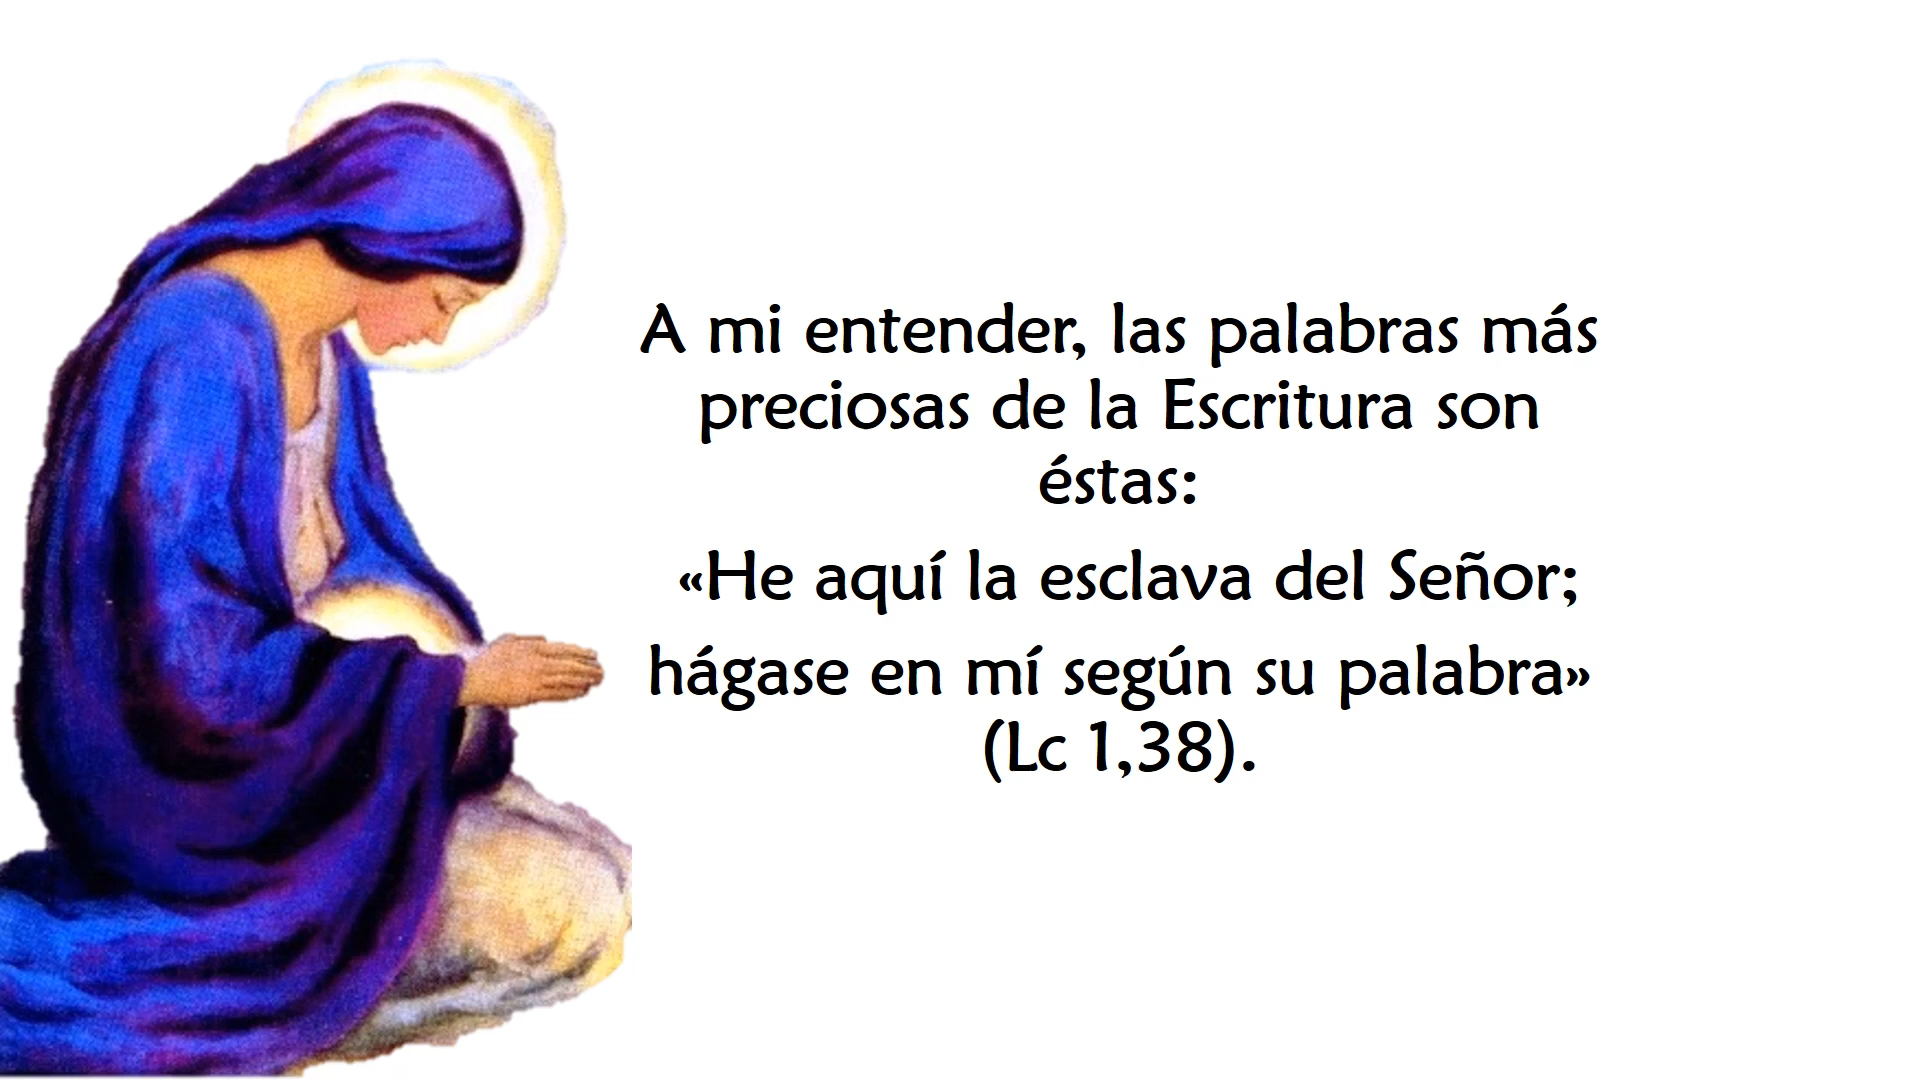 A mi entender, las palabras más
preciosas de la Escritura son
éstas:
«He aquí la esclava del Señor;
hágase en mí según su palabra»
(Lc 1,38).